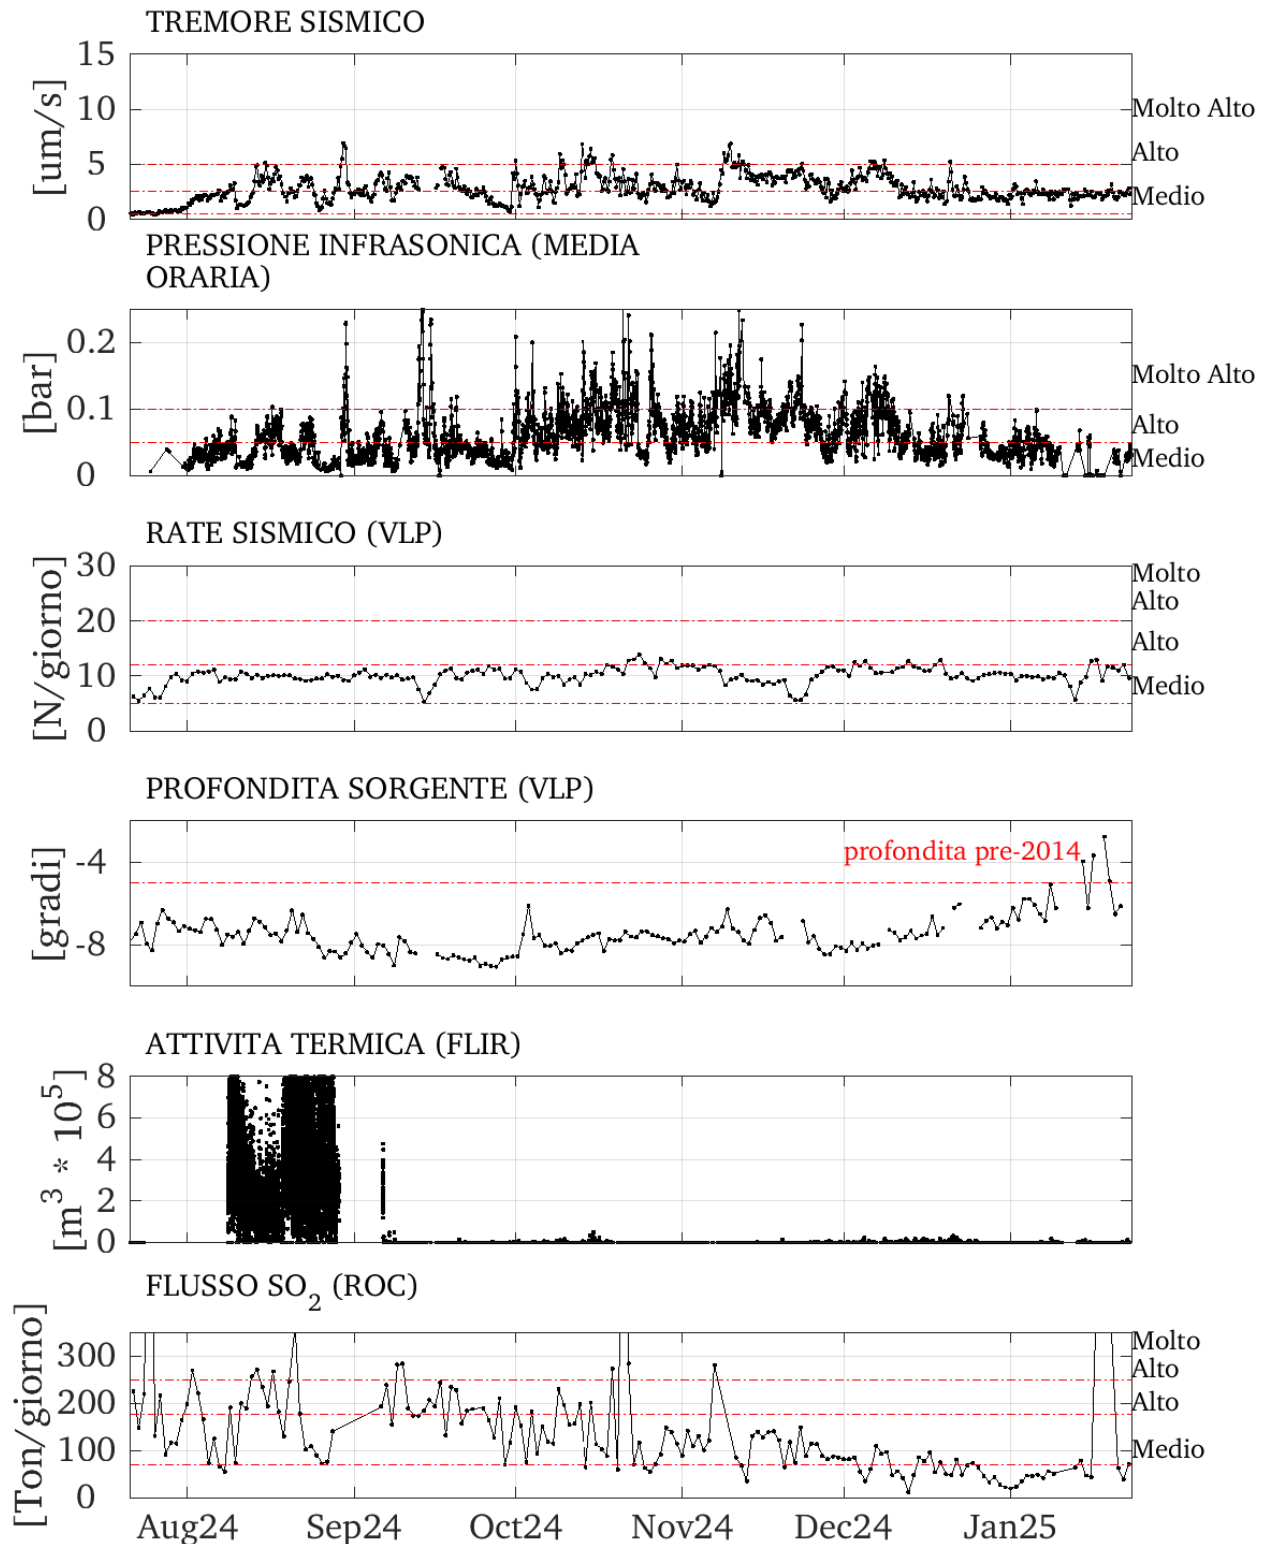 TREMORE SISMICO
15
10
5
0
[um/s]
Molto Alto
Alto
Medio
PRESSIONE INFRASONICA (MEDIA
ORARIA)
0.2
0.1
0
[bar]
Molto Alto
Alto
Medio
RATE SISMICO (VLP)
30
20
10
0
[N/giorno]
Molto
Alto
Alto
Medio
PROFONDITA SORGENTE (VLP)
-4
-8
[gradi]
profondita pre-2014
ATTIVITA TERMICA (FLIR)
8
6
4
2
0
[m³ * 10⁵]
FLUSSO SO₂ (ROC)
300
200
100
0
[Ton/giorno]
Molto
Alto
Alto
Medio
Aug24 Sep24 Oct24 Nov24 Dec24 Jan25